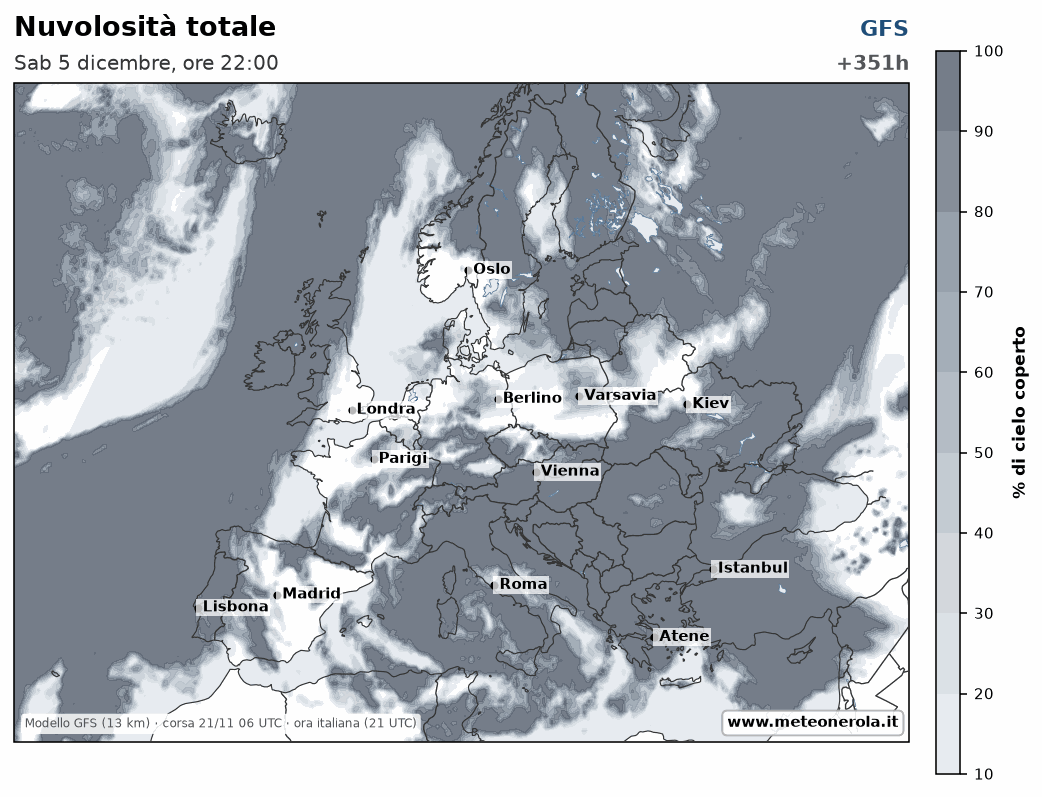 Nuvolosità totale
GFS
Sab 5 dicembre, ore 22:00
+351h
100
90
80
70
60
50
40
30
20
10
% di cielo coperto
Oslo
Berlino
Varsavia
Kiev
Londra
Parigi
Vienna
Istanbul
Roma
Madrid
Lisbona
Atene
Modello GFS (13 km) · corsa 21/11 06 UTC · ora italiana (21 UTC)
www.meteonerola.it